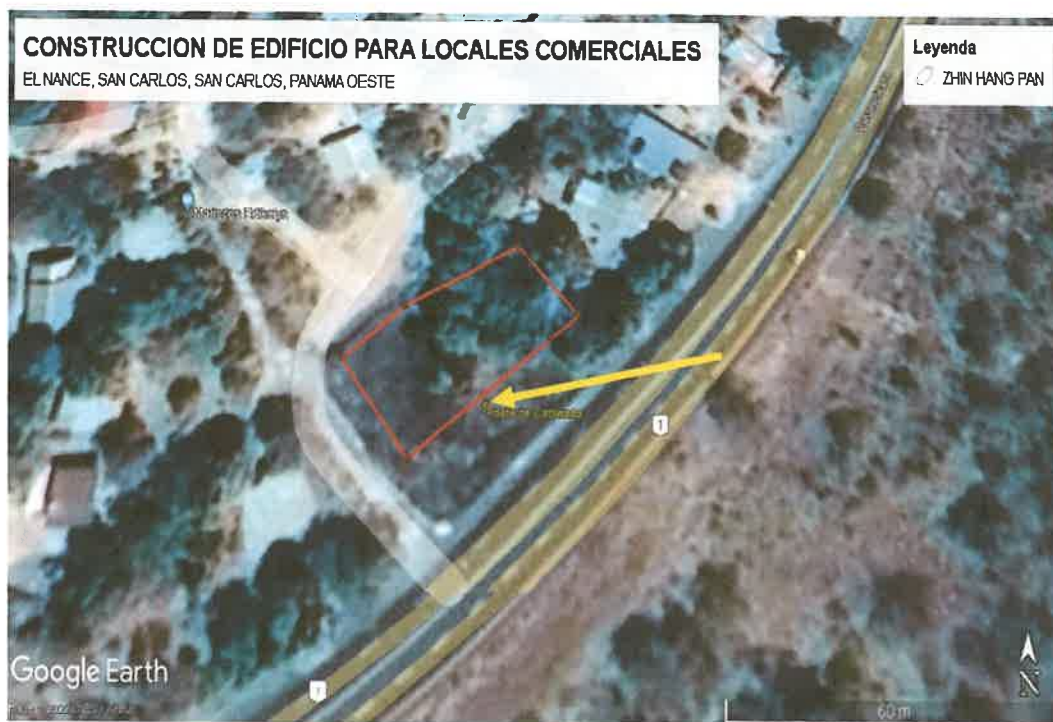 CONSTRUCCION DE EDIFICIO PARA LOCALES COMERCIALES
EL NANCE, SAN CARLOS, SAN CARLOS, PANAMA OESTE
Leyenda
ZHIN HANG PAN
1
1
Google Earth
60 m
N